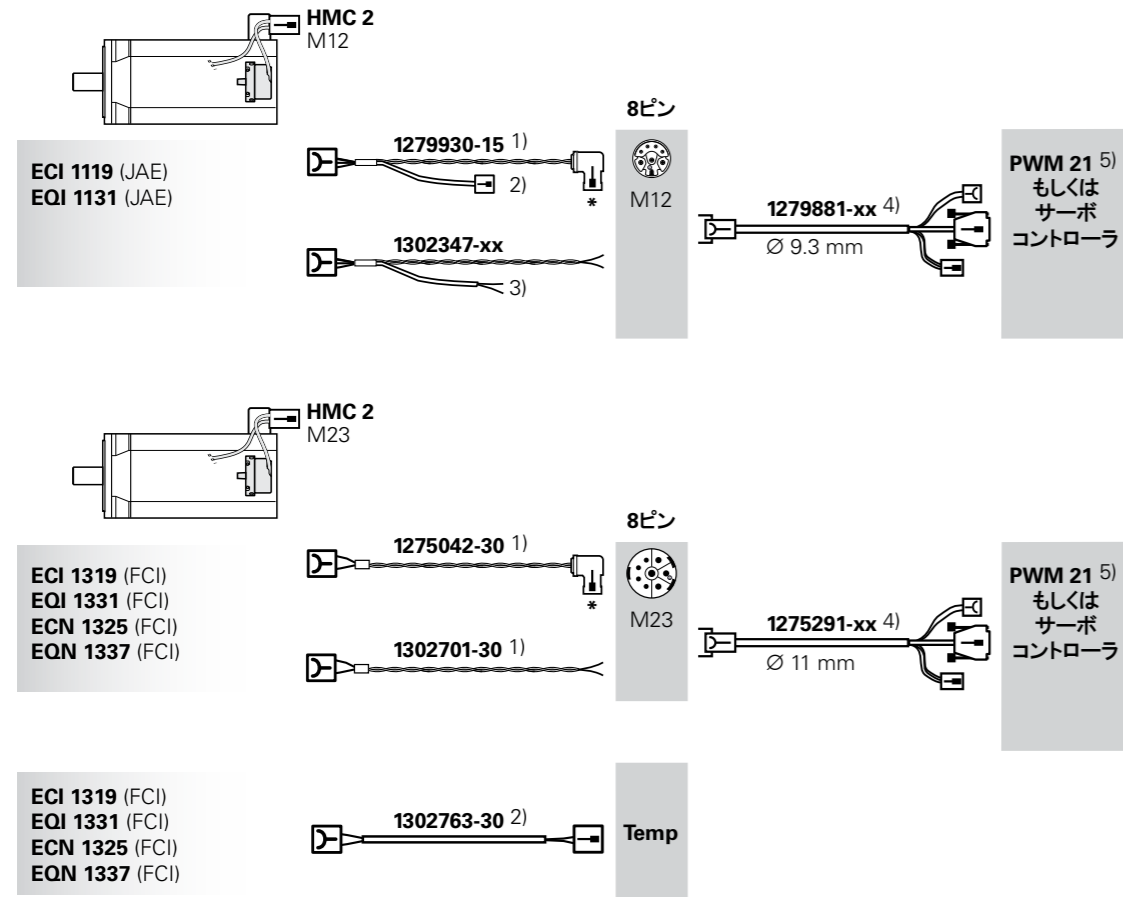 HMC 2
M12
8ピン
ECI 1119 (JAE)
EQI 1131 (JAE)
1279930-15 1)
2)
*
1302347-xx
3)
M12
1279881-xx 4)
Ø 9.3 mm
PWM 21 5)
もしくは
サーボ
コントローラ
HMC 2
M23
8ピン
ECI 1319 (FCI)
EQI 1331 (FCI)
ECN 1325 (FCI)
EQN 1337 (FCI)
1275042-30 1)
*
1302701-30 1)
M23
1275291-xx 4)
Ø 11 mm
PWM 21 5)
もしくは
サーボ
コントローラ
ECI 1319 (FCI)
EQI 1331 (FCI)
ECN 1325 (FCI)
EQN 1337 (FCI)
1302763-30 2)
Temp